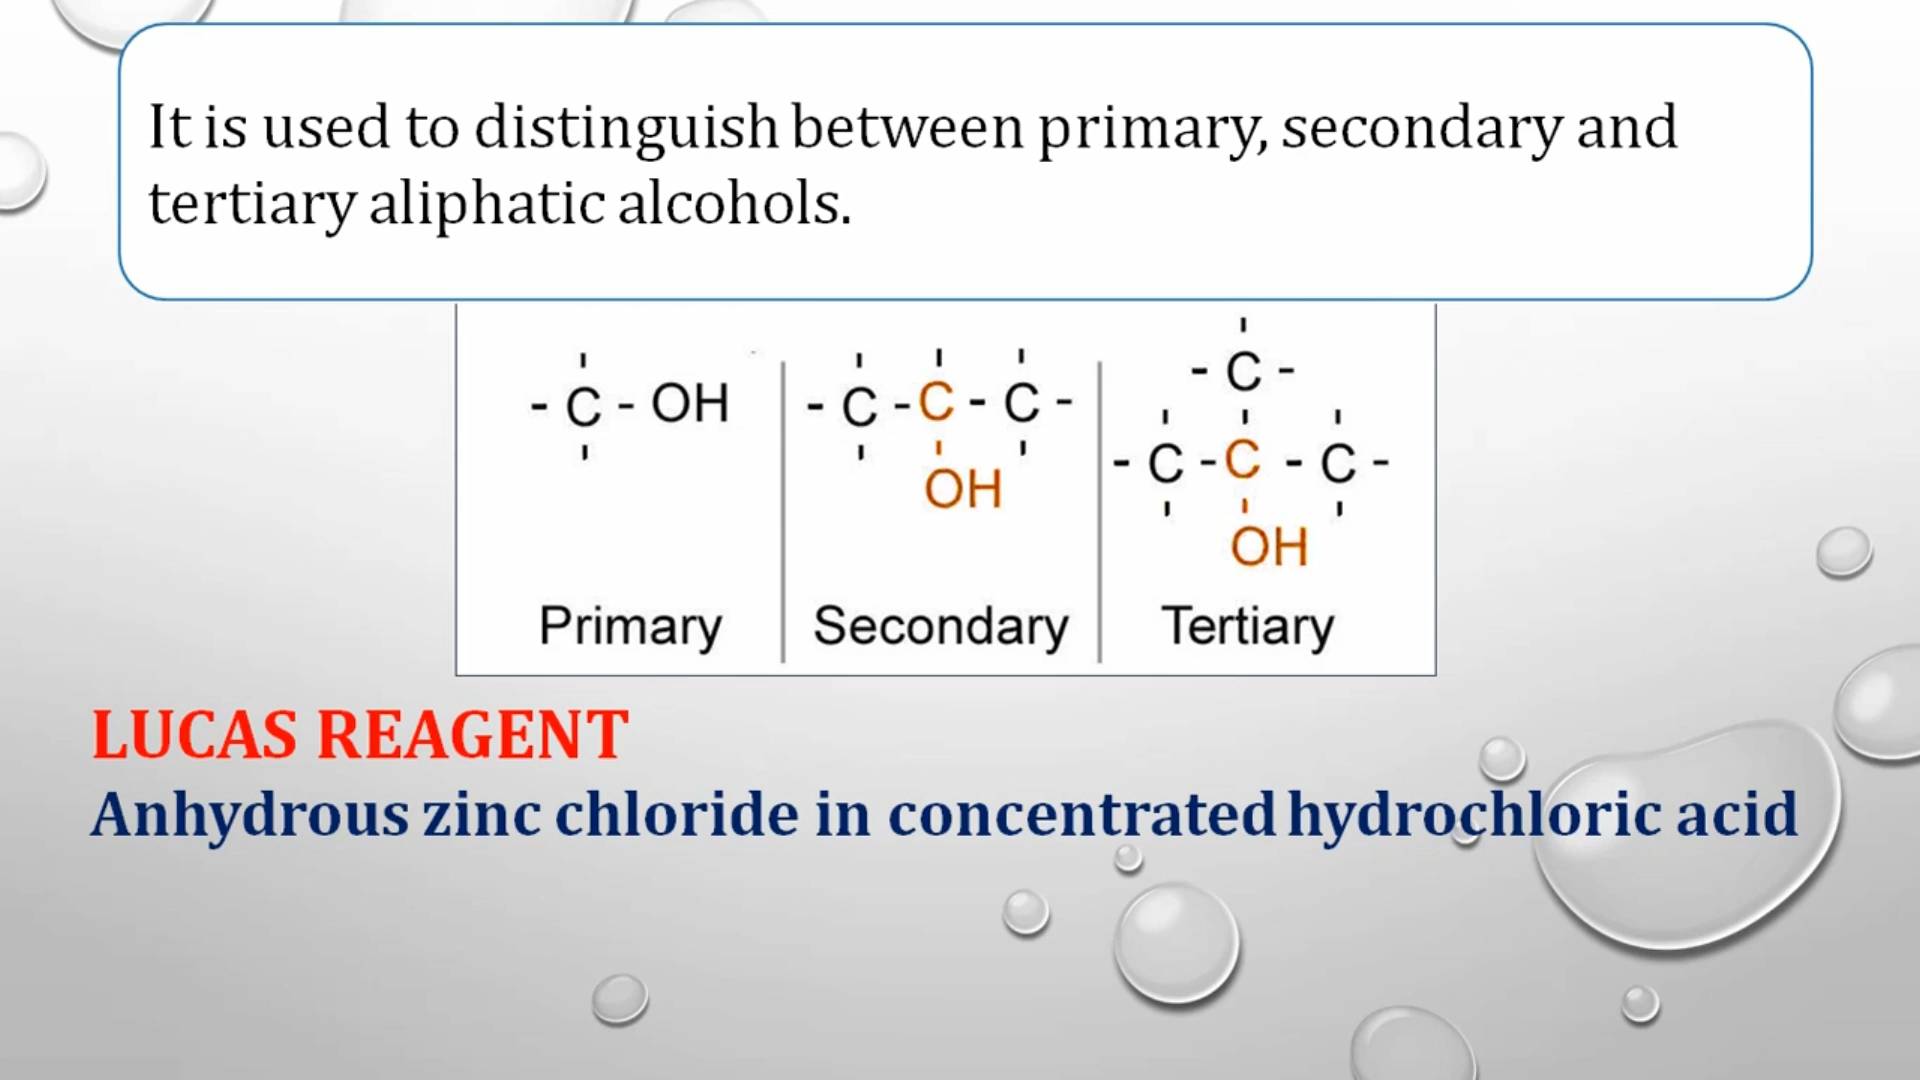 It is used to distinguish between primary, secondary and
tertiary aliphatic alcohols.
- C - OH
- C - C - C -
OH
- C -
- C - C - C -
OH
Primary
Secondary
Tertiary
LUCAS REAGENT
Anhydrous zinc chloride in concentrated hydrochloric acid